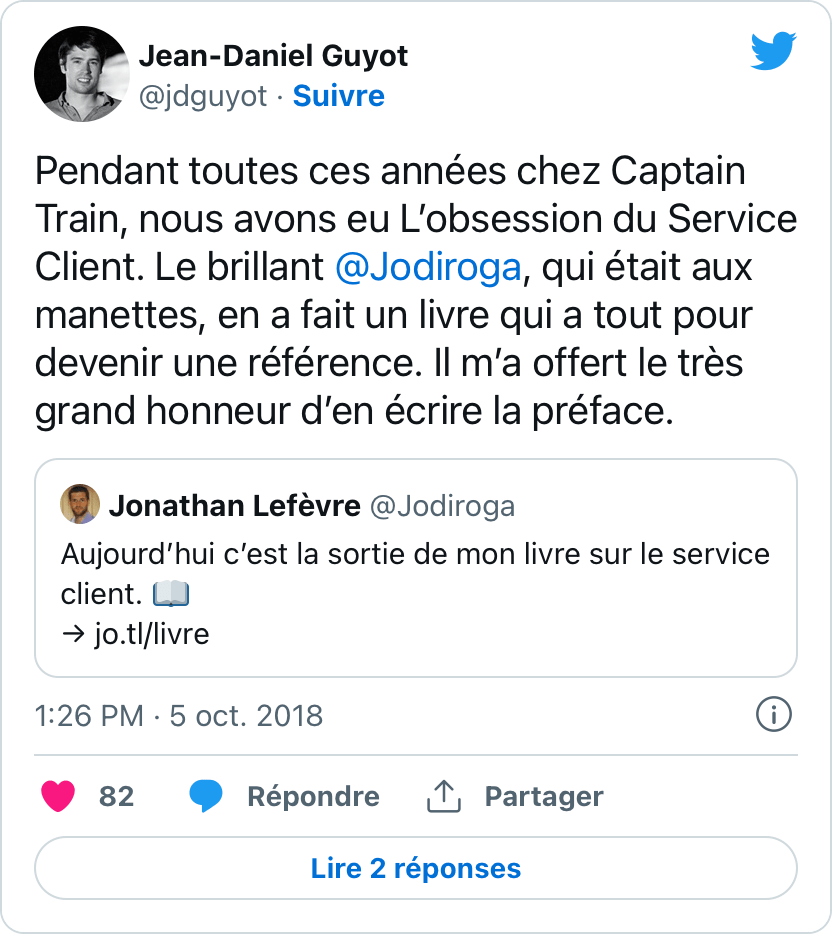 Jean-Daniel Guyot
@jdguyot · Suivre
Pendant toutes ces années chez Captain
Train, nous avons eu L’obsession du Service
Client. Le brillant @Jodiroga, qui était aux
manettes, en a fait un livre qui a tout pour
devenir une référence. Il m’a offert le très
grand honneur d’en écrire la préface.
Jonathan Lefèvre @Jodiroga
Aujourd’hui c’est la sortie de mon livre sur le service
client. 📖
→ jo.tl/livre
1:26 PM · 5 oct. 2018
82 Répondre Partager
Lire 2 réponses